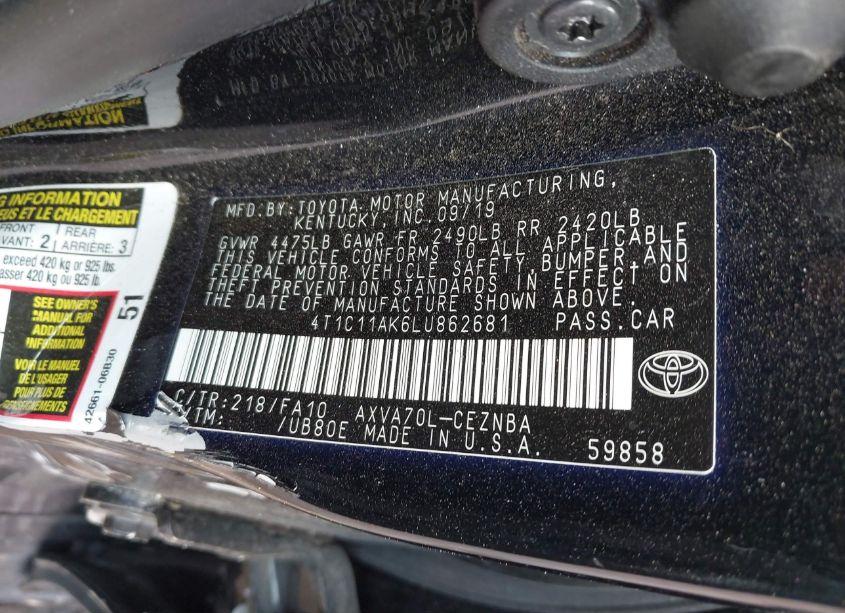 MFD.BY: TOYOTA MOTOR MANUFACTURING,
KENTUCKY, INC. 09/19
GVWR 4475LB GAWR FR 2490LB RR 2420LB
THIS VEHICLE CONFORMS TO ALL APPLICABLE
FEDERAL MOTOR VEHICLE SAFETY, BUMPER, AND
THEFT PREVENTION STANDARDS IN EFFECT ON
THE DATE OF MANUFACTURE SHOWN ABOVE.
4T1C11AK6LU862681 PASS.CAR
C/TR:218/FA10 AXVA70L-CEZNBA
/UB80E MADE IN U.S.A.
59858
INFORMATION
ET LE CHARGEMENT
FRONT 2 REAR 3
AVANT: ARRIÈRE:
exceed 420 kg or 925 lbs.
420 kg ou 925 lb.
SEE OWNER'S
MANUAL FOR
ADDITIONAL
INFORMATION
VOIR LE MANUEL
DE L'USAGER
POUR PLUS DE
RENSEIGNEMENTS
51
42661-06B30